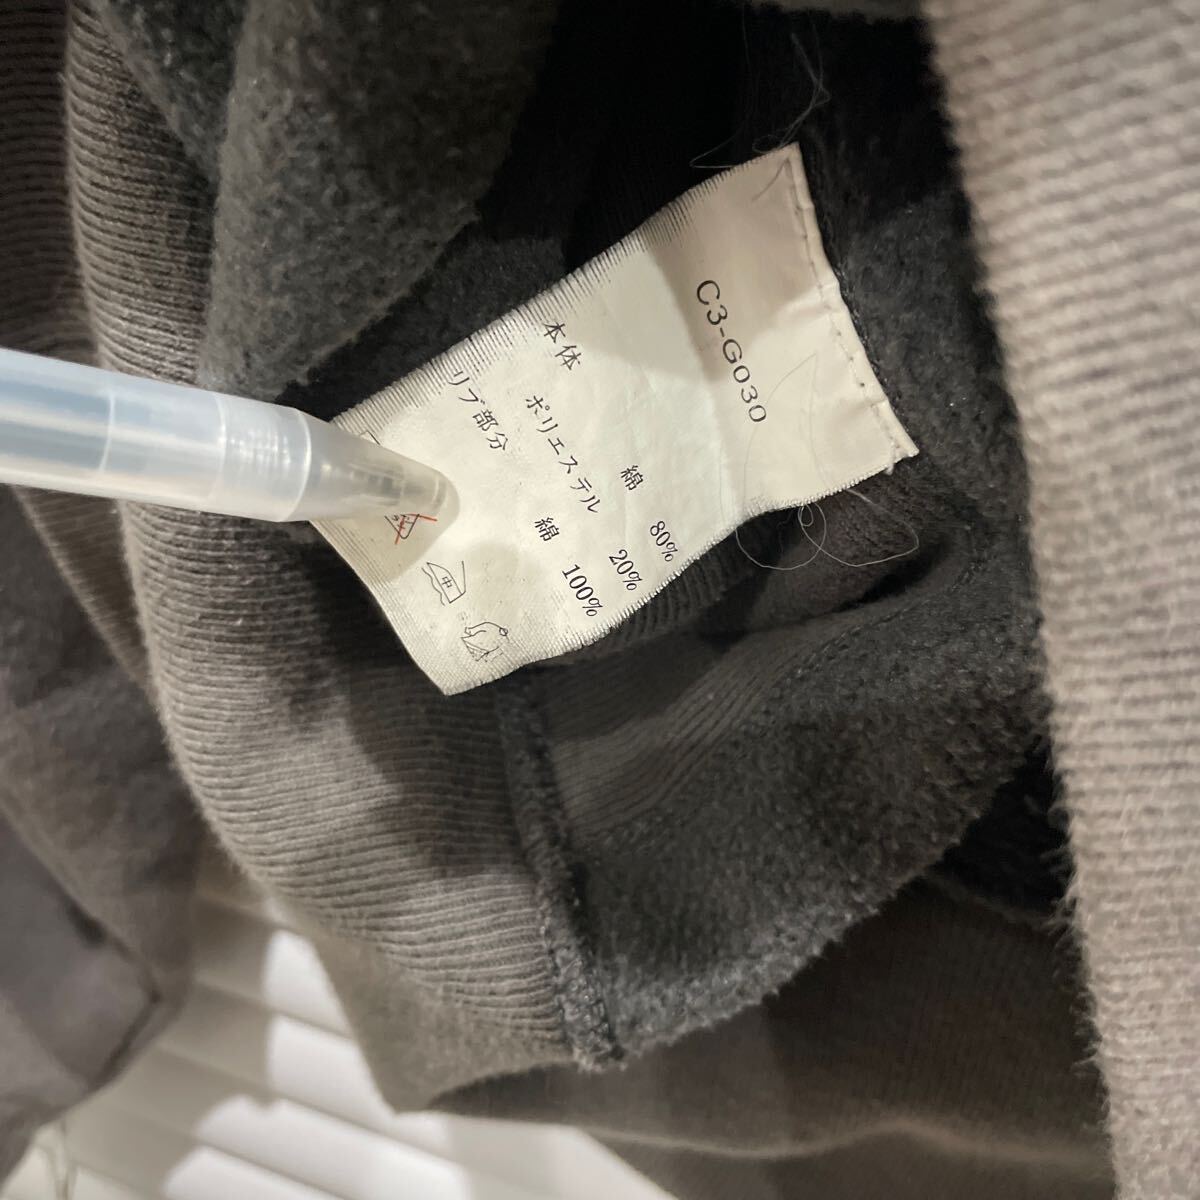 C3-G030
本体 綿 80%
ポリエステル 20%
リブ部分 綿 100%
中